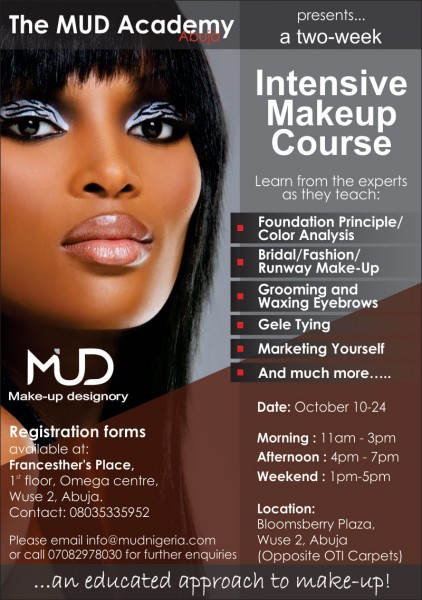 The MUD Academy
Abuja
presents...
a two-week
Intensive
Makeup
Course
Learn from the experts
as they teach:
Foundation Principle/
Color Analysis
Bridal/Fashion/
Runway Make-Up
Grooming and
Waxing Eyebrows
Gele Tying
Marketing Yourself
And much more.....
MUD
Make-up designory
Date: October 10-24
Morning : 11am - 3pm
Afternoon : 4pm - 7pm
Weekend : 1pm-5pm
Location:
Bloomsberry Plaza,
Wuse 2, Abuja
(Opposite OTI Carpets)
Registration forms
available at:
Francesther's Place,
1st floor, Omega centre,
Wuse 2, Abuja.
Contact: 08035335952
Please email info@mudnigeria.com
or call 07082978030 for further enquiries
...an educated approach to make-up!